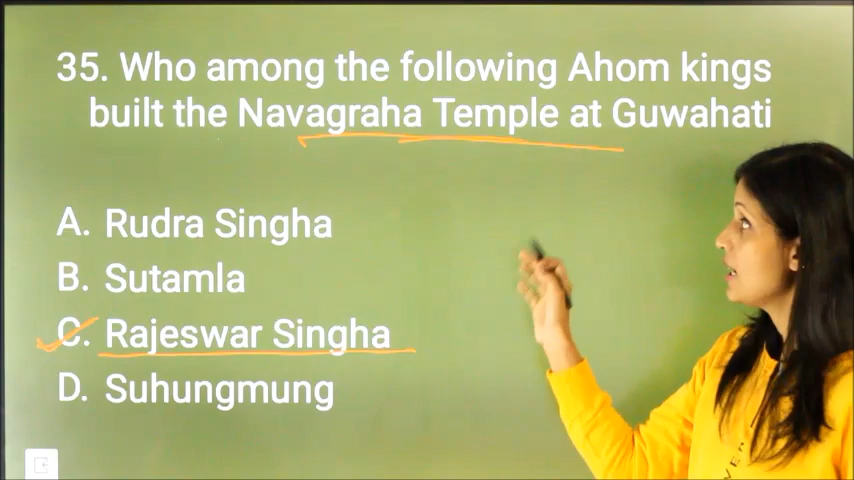 35. Who among the following Ahom kings
built the Navagraha Temple at Guwahati
A. Rudra Singha
B. Sutamla
C. Rajeswar Singha
D. Suhungmung